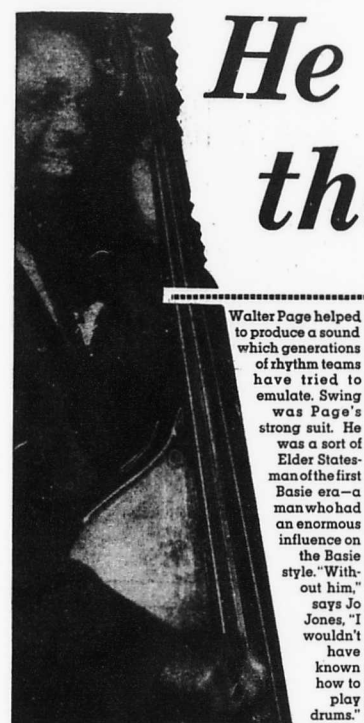 He
th
Walter Page helped
to produce a sound
which generations
of rhythm teams
have tried to
emulate. Swing
was Page's
strong suit. He
was a sort of
Elder States-
man of the first
Basie era—a
man who had
an enormous
influence on
the Basie
style. "With-
out him,"
says Jo
Jones, "I
wouldn't
have
known
how to
play
drums."